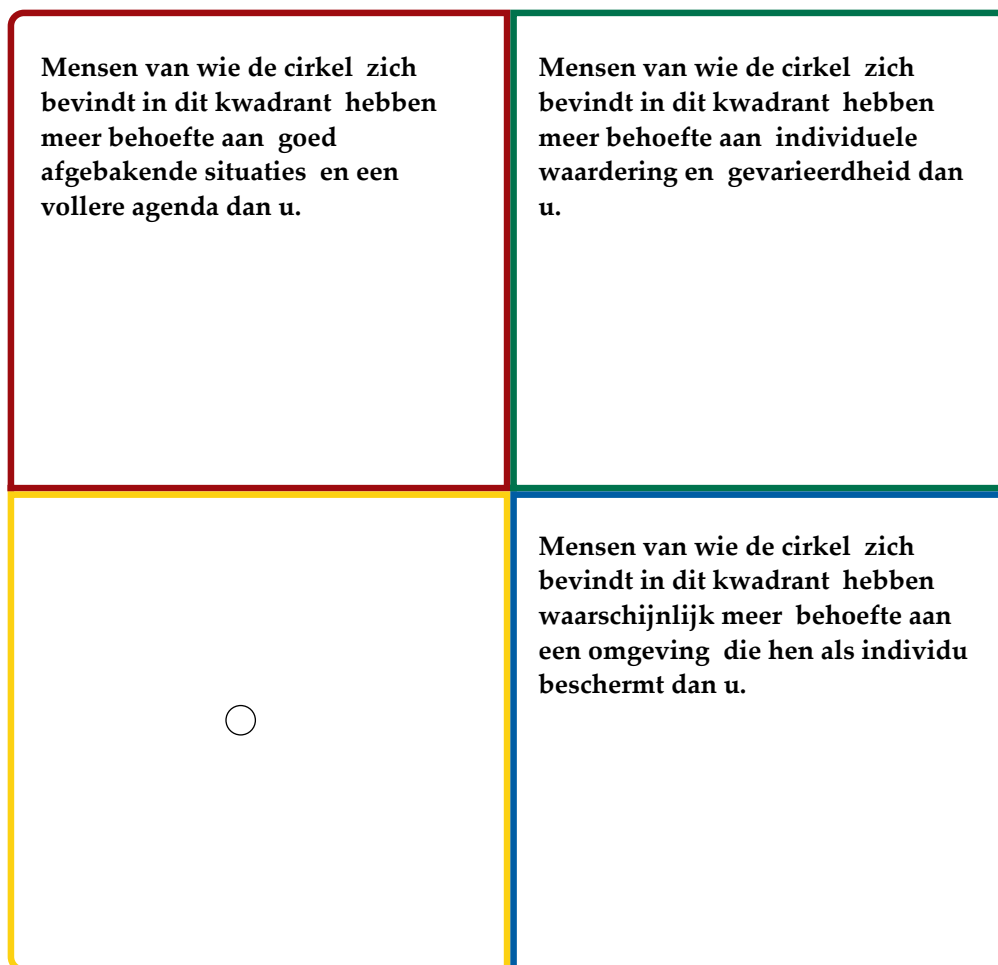 Mensen van wie de cirkel zich
bevindt in dit kwadrant hebben
meer behoefte aan goed
afgebakende situaties en een
vollere agenda dan u.
Mensen van wie de cirkel zich
bevindt in dit kwadrant hebben
meer behoefte aan individuele
waardering en gevarieerdheid dan
u.
Mensen van wie de cirkel zich
bevindt in dit kwadrant hebben
waarschijnlijk meer behoefte aan
een omgeving die hen als individu
beschermt dan u.